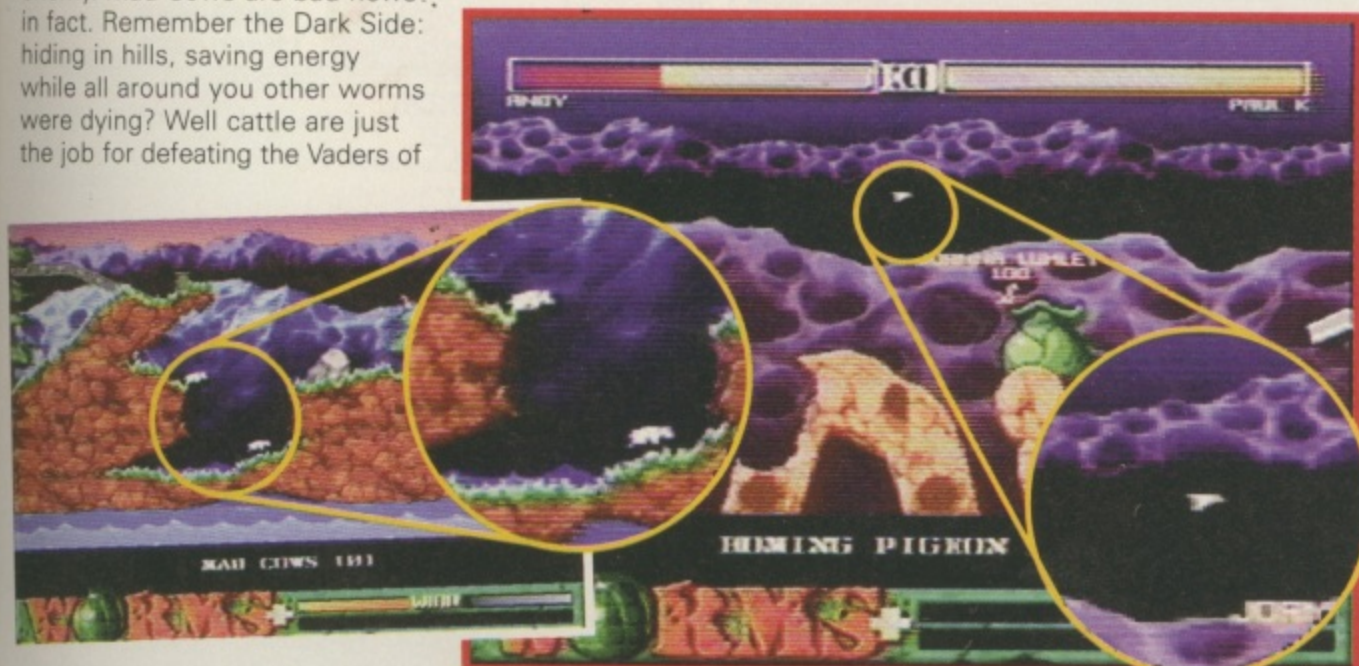 in fact. Remember the Dark Side:
hiding in hills, saving energy
while all around you other worms
were dying? Well cattle are just
the job for defeating the Vaders of
KO
ANDY
PAUL K
LUMLEY
100
HOMING PIGEON
MAD COWS
WIND